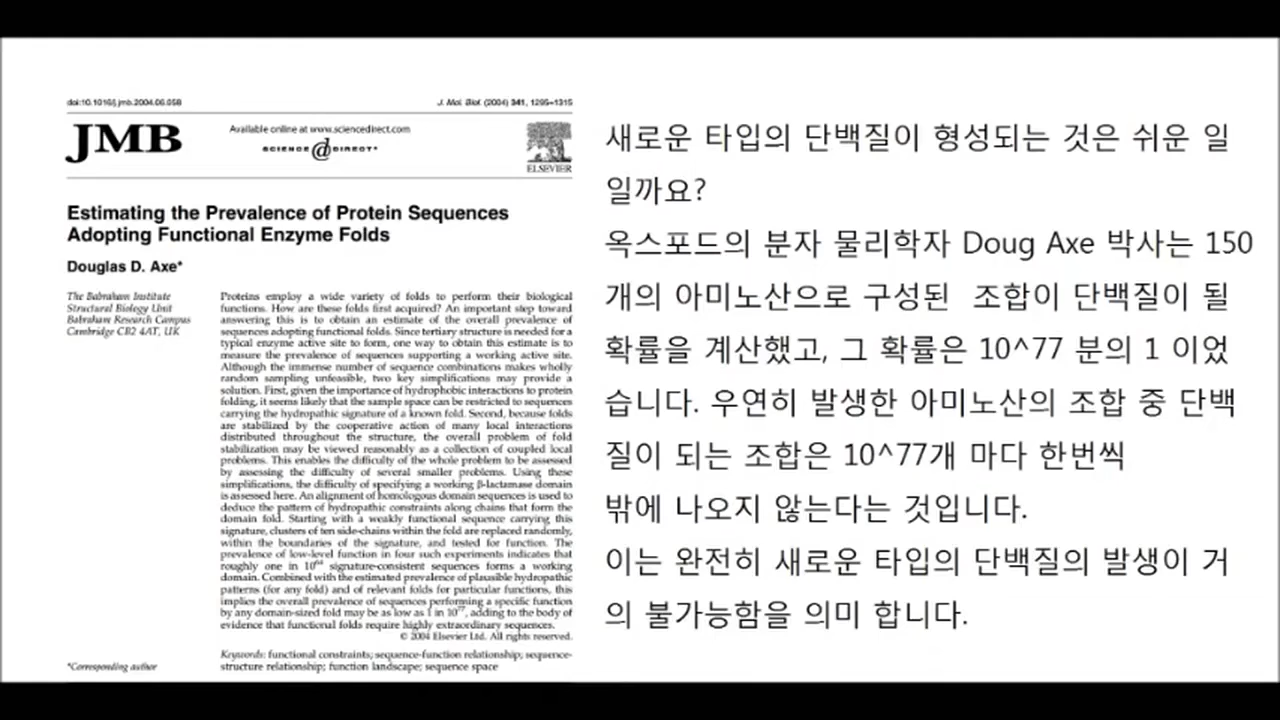 doi:10.1016/j.jmb.2004.06.058
J. Mol. Biol. (2004) 341, 1295–1315
JMB
Available online at www.sciencedirect.com
SCIENCE @ DIRECT®
ELSEVIER
Estimating the Prevalence of Protein Sequences
Adopting Functional Enzyme Folds
Douglas D. Axe*
The Babraham Institute
Structural Biology Unit
Babraham Research Campus
Cambridge CB2 4AT, UK
Proteins employ a wide variety of folds to perform their biological
functions. How are these folds first acquired? An important step toward
answering this is to obtain an estimate of the overall prevalence of
sequences adopting functional folds. Since tertiary structure is needed for a
typical enzyme active site to form, one way to obtain this estimate is to
measure the prevalence of sequences supporting a working active site.
Although the immense number of sequence combinations makes wholly
random sampling unfeasible, two key simplifications may provide a
solution. First, given the importance of hydrophobic interactions to protein
folding, it seems likely that the sample space can be restricted to sequences
carrying the hydropathic signature of a known fold. Second, because folds
are stabilized by the cooperative action of many local interactions
distributed throughout the structure, the overall problem of fold
stabilization may be viewed reasonably as a collection of coupled local
problems. This enables the difficulty of the whole problem to be assessed
by assessing the difficulty of several smaller problems. Using these
simplifications, the difficulty of specifying a working β-lactamase domain
is assessed here. An alignment of homologous domain sequences is used to
deduce the pattern of hydropathic constraints along chains that form the
domain fold. Starting with a weakly functional sequence carrying this
signature, clusters of ten side-chains within the fold are replaced randomly,
within the boundaries of the signature, and tested for function. The
prevalence of low-level function in four such experiments indicates that
roughly one in 10^64 signature-consistent sequences forms a working
domain. Combined with the estimated prevalence of plausible hydropathic
patterns (for any fold) and of relevant folds for particular functions, this
implies the overall prevalence of sequences performing a specific function
by any domain-sized fold may be as low as 1 in 10^77, adding to the body of
evidence that functional folds require highly extraordinary sequences.
© 2004 Elsevier Ltd. All rights reserved.
Keywords: functional constraints; sequence-function relationship; sequence-
structure relationship; function landscape; sequence space
*Corresponding author
새로운 타입의 단백질이 형성되는 것은 쉬운 일
일까요?
옥스포드의 분자 물리학자 Doug Axe 박사는 150
개의 아미노산으로 구성된 조합이 단백질이 될
확률을 계산했고, 그 확률은 10^77 분의 1 이었
습니다. 우연히 발생한 아미노산의 조합 중 단백
질이 되는 조합은 10^77개 마다 한번씩
밖에 나오지 않는다는 것입니다.
이는 완전히 새로운 타입의 단백질의 발생이 거
의 불가능함을 의미 합니다.